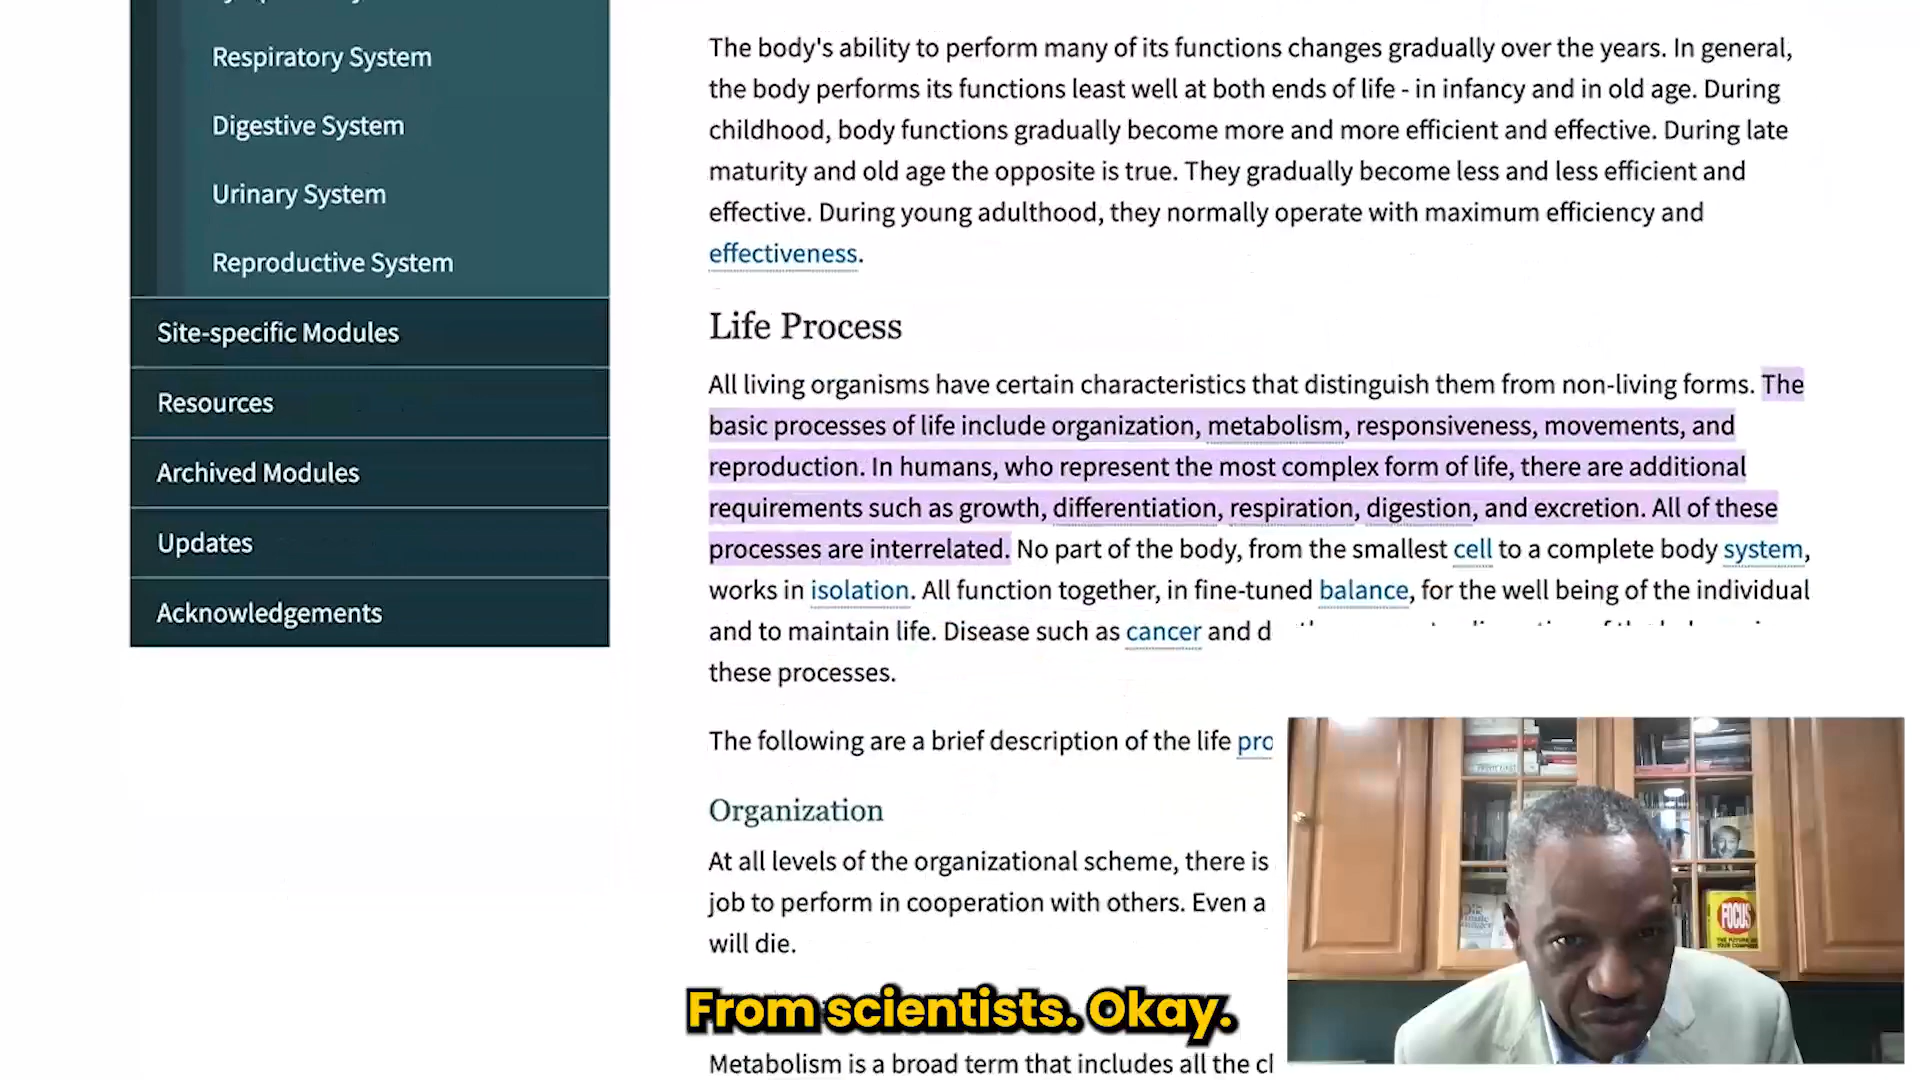 Respiratory System
Digestive System
Urinary System
Reproductive System
Site-specific Modules
Resources
Archived Modules
Updates
Acknowledgements
The body's ability to perform many of its functions changes gradually over the years. In general,
the body performs its functions least well at both ends of life - in infancy and in old age. During
childhood, body functions gradually become more and more efficient and effective. During late
maturity and old age the opposite is true. They gradually become less and less efficient and
effective. During young adulthood, they normally operate with maximum efficiency and
effectiveness.
Life Process
All living organisms have certain characteristics that distinguish them from non-living forms. The
basic processes of life include organization, metabolism, responsiveness, movements, and
reproduction. In humans, who represent the most complex form of life, there are additional
requirements such as growth, differentiation, respiration, digestion, and excretion. All of these
processes are interrelated. No part of the body, from the smallest cell to a complete body system,
works in isolation. All function together, in fine-tuned balance, for the well being of the individual
and to maintain life. Disease such as cancer and d
these processes.
The following are a brief description of the life pro
Organization
At all levels of the organizational scheme, there is
job to perform in cooperation with others. Even a
will die.
Metabolism is a broad term that includes all the cl
FOCUS
From scientists. Okay.